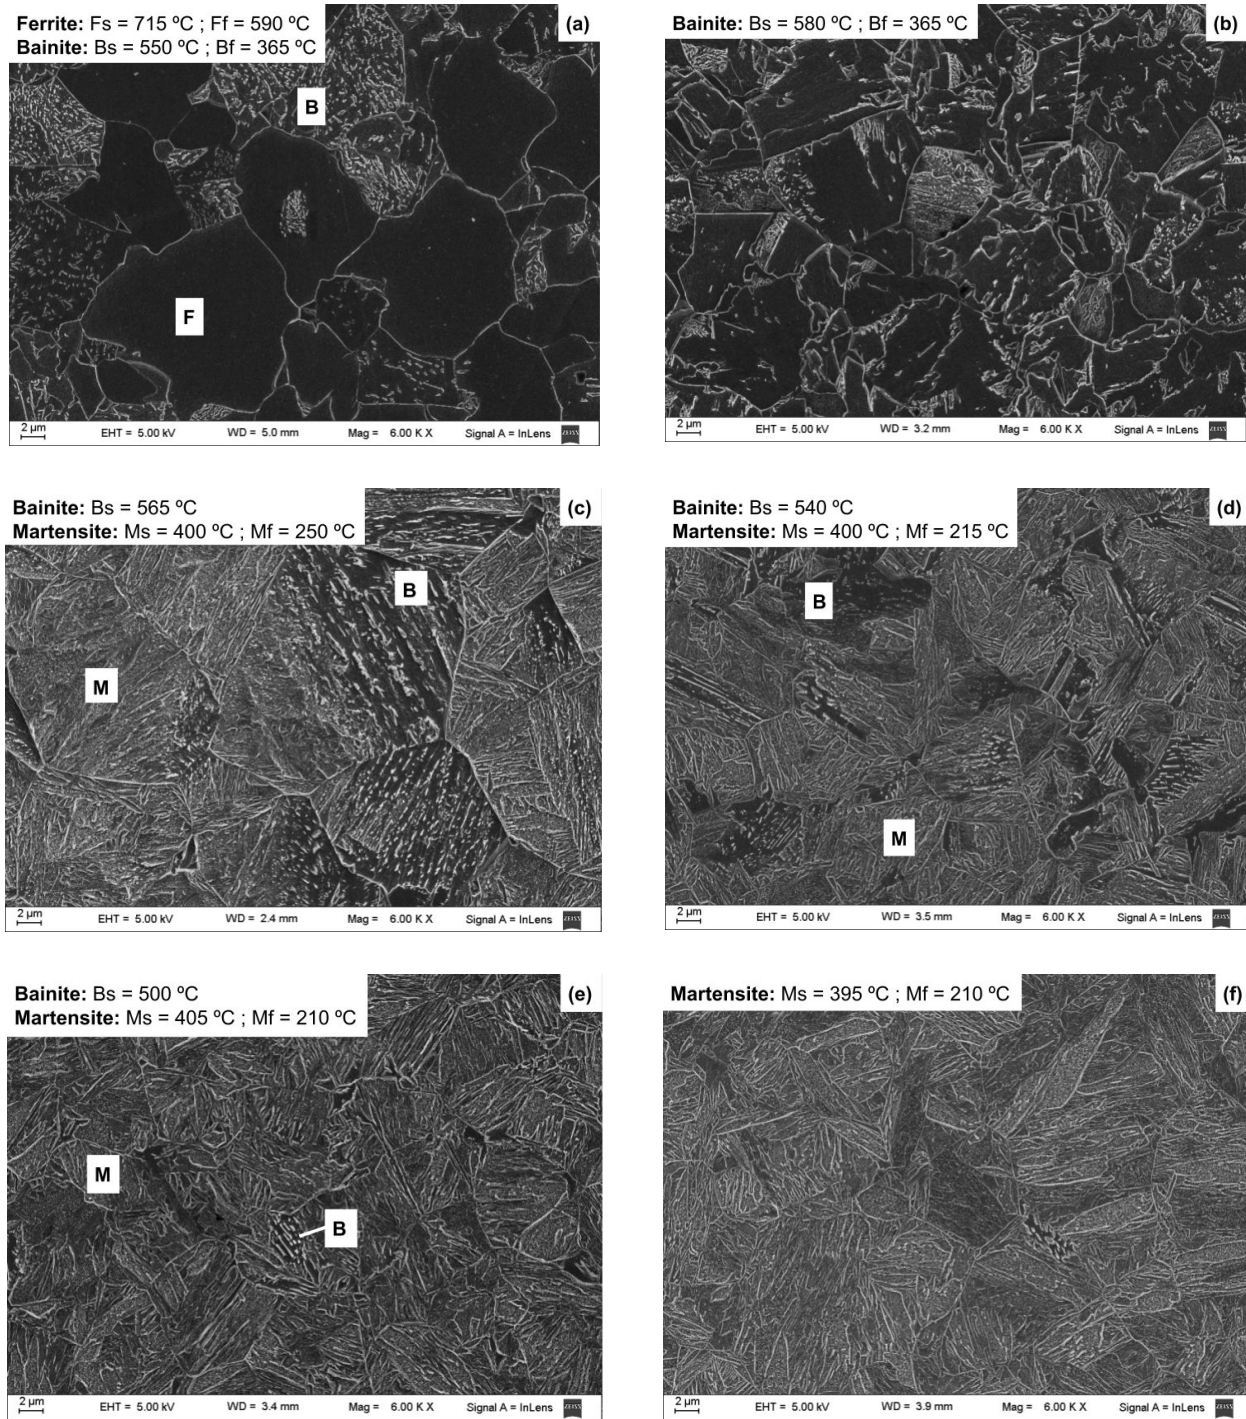 Ferrite: Fs = 715 ºC ; Ff = 590 ºC
Bainite: Bs = 550 ºC ; Bf = 365 ºC
(a)
B
F
2 µm
EHT = 5.00 kV
WD = 5.0 mm
Mag = 6.00 K X
Signal A = InLens
ZEISS
Bainite: Bs = 580 ºC ; Bf = 365 ºC
(b)
2 µm
EHT = 5.00 kV
WD = 3.2 mm
Mag = 6.00 K X
Signal A = InLens
ZEISS
Bainite: Bs = 565 ºC
Martensite: Ms = 400 ºC ; Mf = 250 ºC
(c)
B
M
2 µm
EHT = 5.00 kV
WD = 2.4 mm
Mag = 6.00 K X
Signal A = InLens
ZEISS
Bainite: Bs = 540 ºC
Martensite: Ms = 400 ºC ; Mf = 215 ºC
(d)
B
M
2 µm
EHT = 5.00 kV
WD = 3.5 mm
Mag = 6.00 K X
Signal A = InLens
ZEISS
Bainite: Bs = 500 ºC
Martensite: Ms = 405 ºC ; Mf = 210 ºC
(e)
M
B
2 µm
EHT = 5.00 kV
WD = 3.4 mm
Mag = 6.00 K X
Signal A = InLens
ZEISS
Martensite: Ms = 395 ºC ; Mf = 210 ºC
(f)
2 µm
EHT = 5.00 kV
WD = 3.9 mm
Mag = 6.00 K X
Signal A = InLens
ZEISS